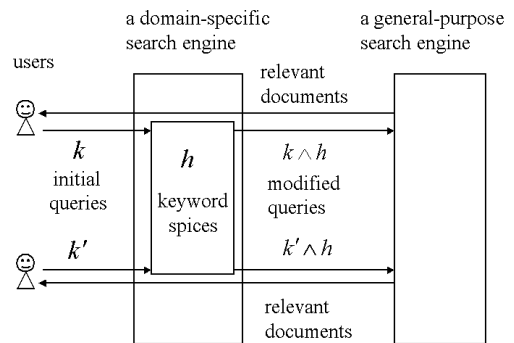 a domain-specific
search engine
a general-purpose
search engine
users
relevant
documents
k
h
k ∧ h
initial
queries
keyword
spices
modified
queries
k′
k′ ∧ h
relevant
documents